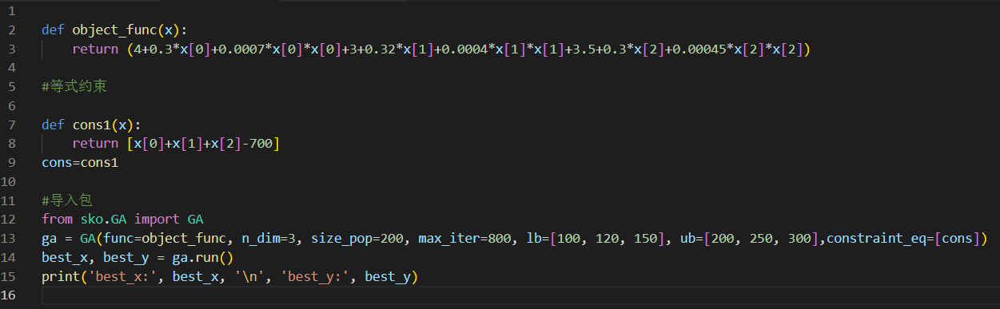 1
2 def object_func(x):
3     return (4+0.3*x[0]+0.0007*x[0]*x[0]+3+0.32*x[1]+0.0004*x[1]*x[1]+3.5+0.3*x[2]+0.00045*x[2]*x[2])
4
5 #等式约束
6
7 def cons1(x):
8     return [x[0]+x[1]+x[2]-700]
9 cons=cons1
10
11 #导入包
12 from sko.GA import GA
13 ga = GA(func=object_func, n_dim=3, size_pop=200, max_iter=800, lb=[100, 120, 150], ub=[200, 250, 300],constraint_eq=[cons])
14 best_x, best_y = ga.run()
15 print('best_x:', best_x, '\n', 'best_y:', best_y)
16